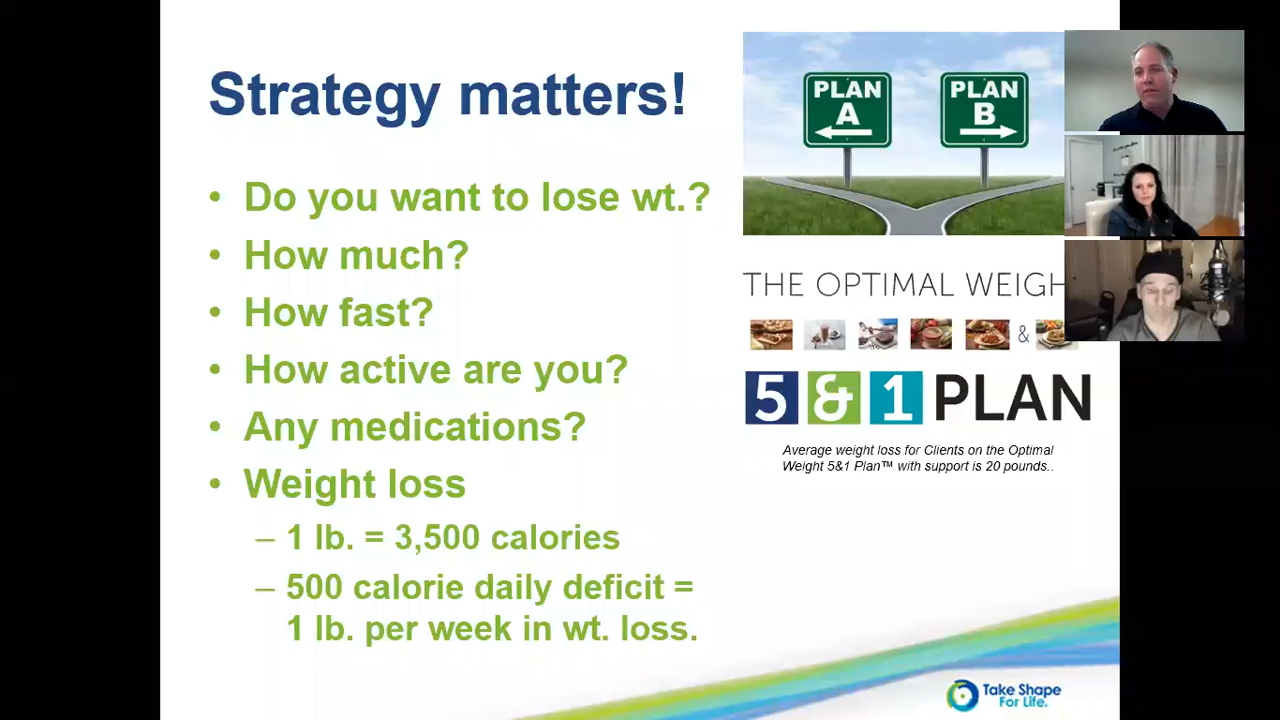 Strategy matters!
• Do you want to lose wt.?
• How much?
• How fast?
• How active are you?
• Any medications?
• Weight loss
– 1 lb. = 3,500 calories
– 500 calorie daily deficit =
1 lb. per week in wt. loss.
PLAN
A
PLAN
B
THE OPTIMAL WEIGH
&
5&1 PLAN
Average weight loss for Clients on the Optimal
Weight 5&1 Plan™ with support is 20 pounds..
Take Shape
For Life.